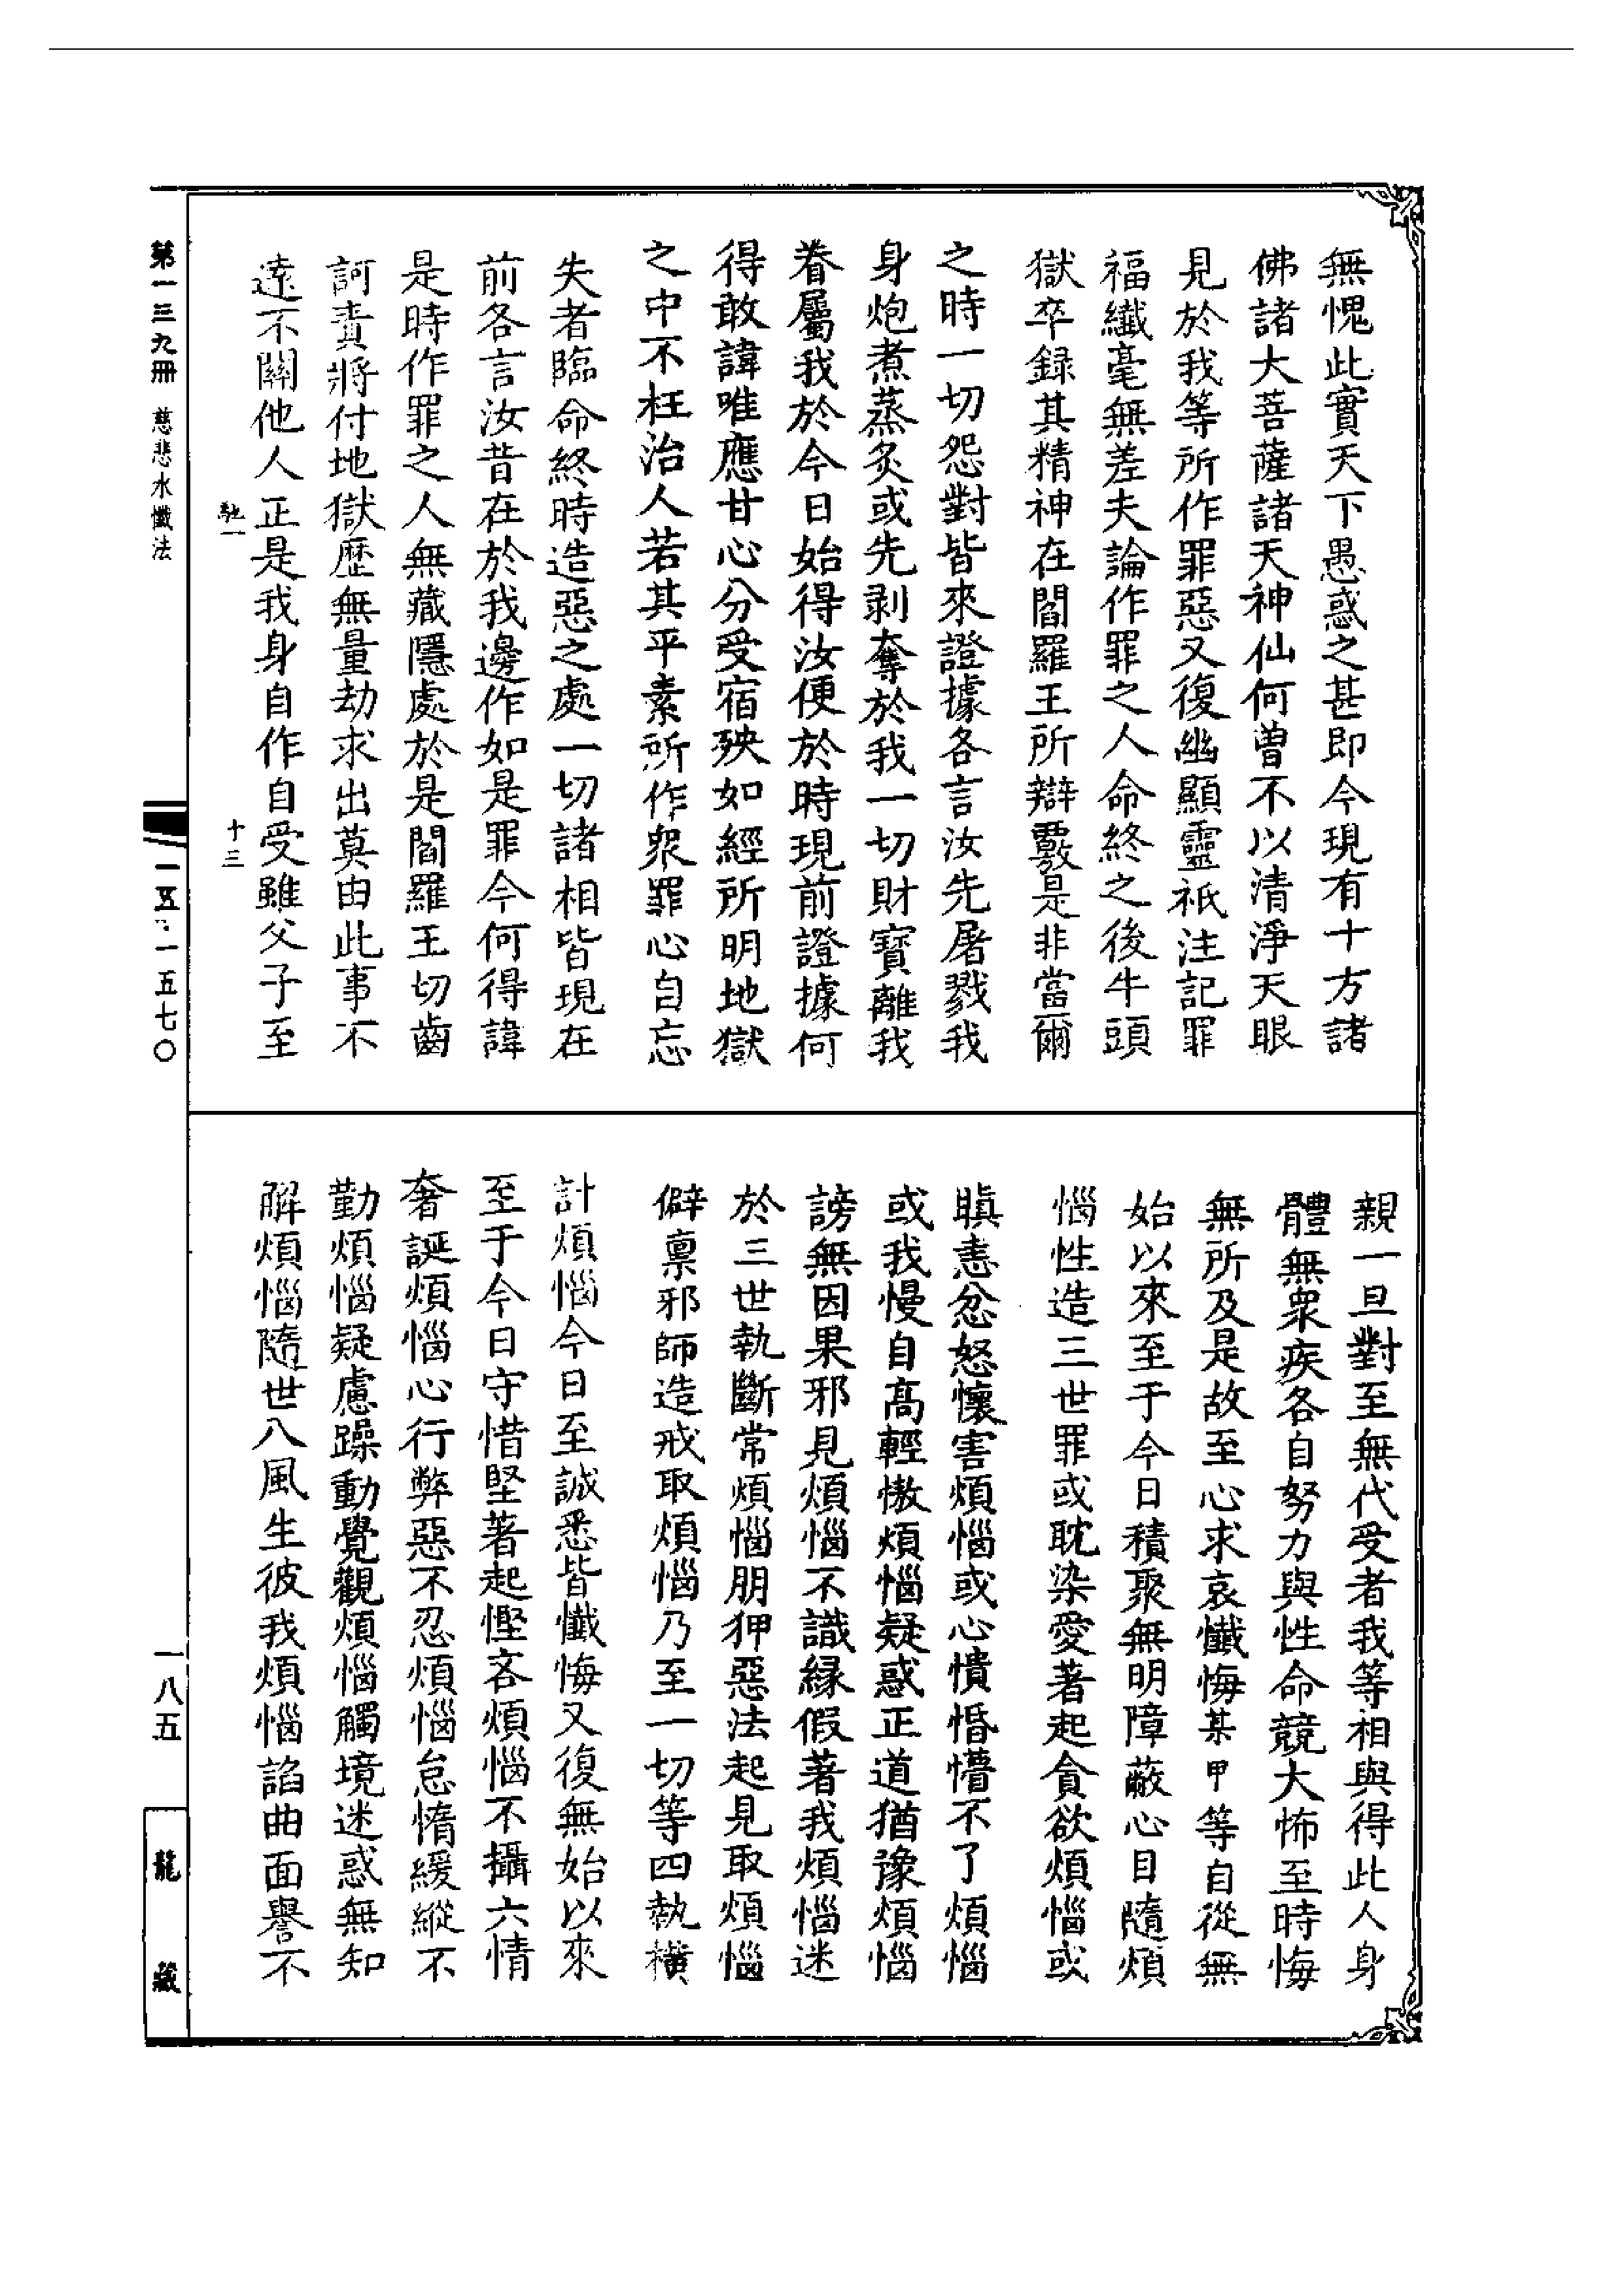 無愧此實天下愚惑之甚即今現有十方諸
佛諸大菩薩諸天神仙何曾不以清淨天眼
見於我等所作罪惡又復幽顯靈祇注記罪
福纖毫無差夫論作罪之人命終之後牛頭
獄卒録其精神在閻羅王所辯覈是非當爾
之時一切怨對皆來證據各言汝先屠戮我
身炮煮蒸炙或先剥奪於我一切財寶離我
眷屬我於今日始得汝便於時現前證據何
得敢諱唯應甘心分受宿殃如經所明地獄
之中不枉治人若其平素所作衆罪心自忘
失者臨命終時造惡之處一切諸相皆現在
前各言汝昔在於我邊作如是罪今何得諱
是時作罪之人無藏隱處於是閻羅王切齒
訶責將付地獄歷無量劫求出莫由此事不
遠不關他人正是我身自作自受雖父子至
馳一
十三
親一旦對至無代受者我等相與得此人身
體無衆疾各自努力與性命競大怖至時悔
無所及是故至心求哀懺悔某甲等自從無
始以來至于今日積聚無明障蔽心目隨煩
惱性造三世罪或耽染愛著起貪欲煩惱或
瞋恚忿怒懷害煩惱或心憒惛懵不了煩惱
或我慢自高輕慠煩惱疑惑正道猶豫煩惱
謗無因果邪見煩惱不識緣假著我煩惱迷
於三世執斷常煩惱朋狎惡法起見取煩惱
僻稟邪師造戒取煩惱乃至一切等四執橫
計煩惱今日至誠悉皆懺悔又復無始以來
至于今日守惜堅著起慳吝煩惱不攝六情
奢誕煩惱心行弊惡不忍煩惱怠惰緩縱不
勤煩惱疑慮躁動覺觀煩惱觸境迷惑無知
解煩惱隨世八風生彼我煩惱諂曲面譽不
第一三九冊 慈悲水懺法
一五·一五七〇
一八五
龍藏